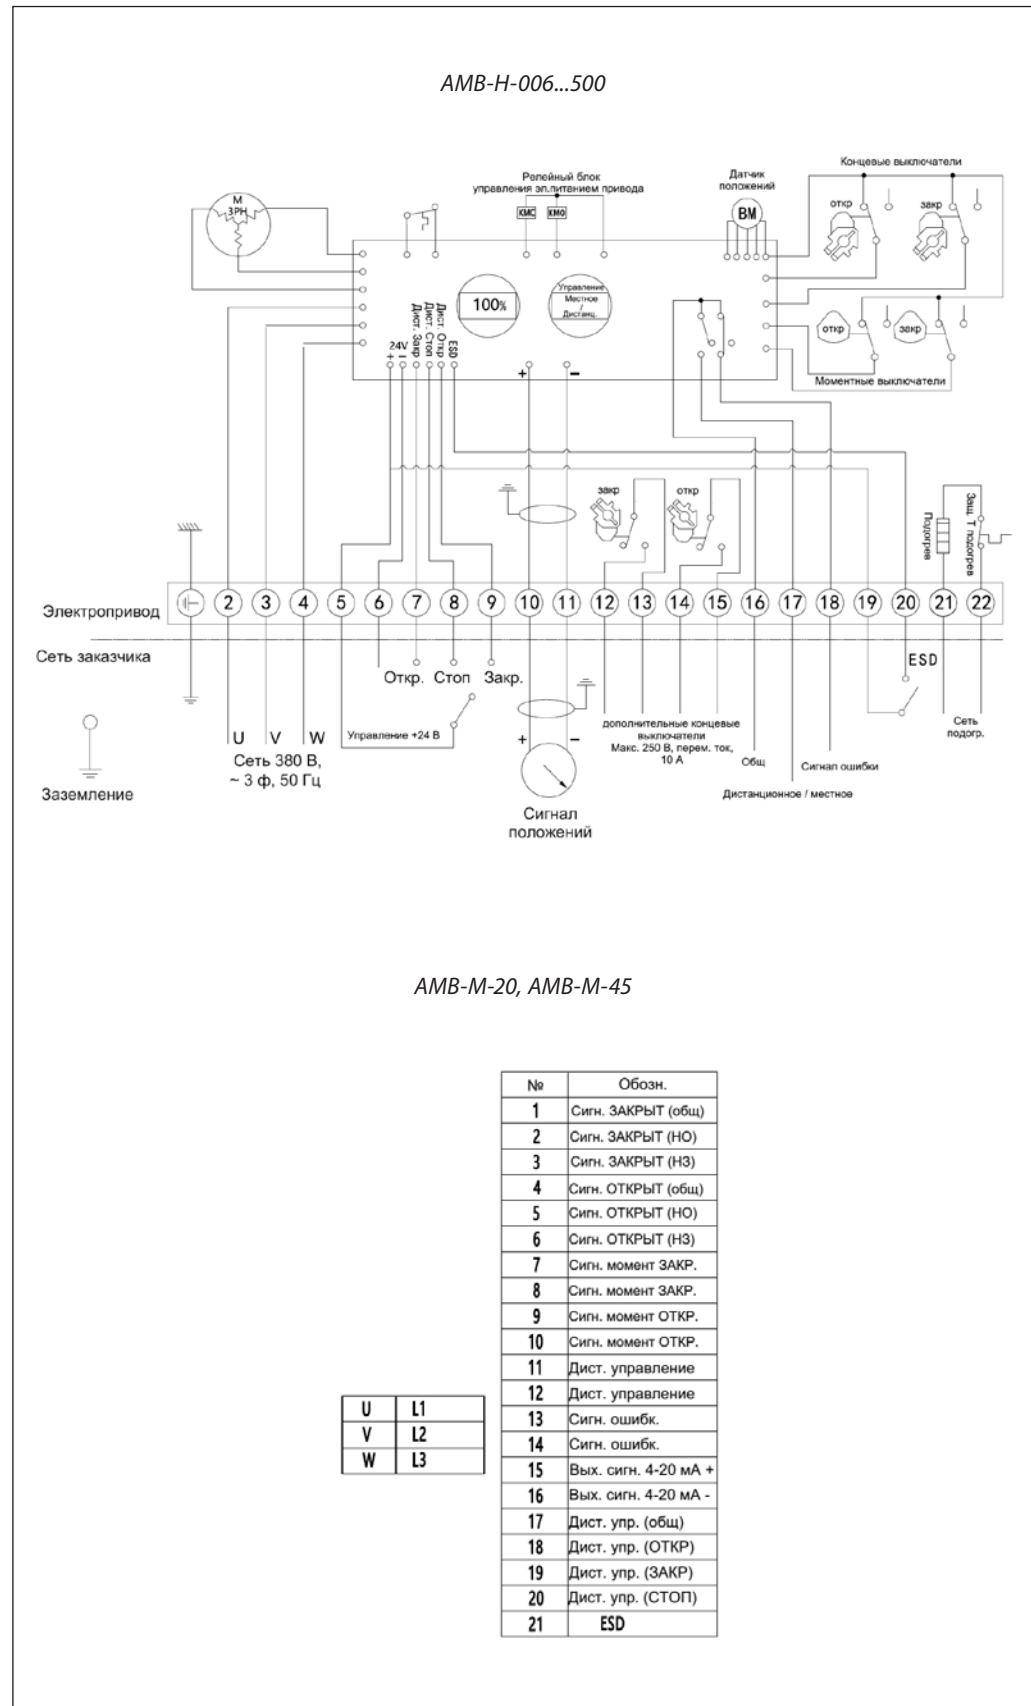 AMB-H-006...500
Концевые выключатели
Релейный блок
управления эл.питанием привода
Датчик
положений
M
3PH
КМС
КМО
BM
откр
закр
100%
Управление
Местное
/
Дистанц.
24V
+
−
Дист. Закр
Дист. Стоп
Дист. Откр
ESD
+
−
откр
закр
Моментные выключатели
закр
откр
Подогрев
Защ. Т подогрев
Электропривод
2 3 4 5 6 7 8 9 10 11 12 13 14 15 16 17 18 19 20 21 22
Сеть заказчика
Откр. Стоп Закр.
ESD
U V W
Управление +24 В
Сеть 380 В,
~ 3 ф, 50 Гц
Заземление
+ −
Сигнал
положений
дополнительные концевые
выключатели
Макс. 250 В, перем. ток,
10 А
Общ
Дистанционное / местное
Сигнал ошибки
Сеть
подогр.
AMB-M-20, AMB-M-45
№ Обозн.
1 Сигн. ЗАКРЫТ (общ)
2 Сигн. ЗАКРЫТ (НО)
3 Сигн. ЗАКРЫТ (НЗ)
4 Сигн. ОТКРЫТ (общ)
5 Сигн. ОТКРЫТ (НО)
6 Сигн. ОТКРЫТ (НЗ)
7 Сигн. момент ЗАКР.
8 Сигн. момент ЗАКР.
9 Сигн. момент ОТКР.
10 Сигн. момент ОТКР.
11 Дист. управление
12 Дист. управление
13 Сигн. ошибк.
14 Сигн. ошибк.
15 Вых. сигн. 4-20 мА +
16 Вых. сигн. 4-20 мА -
17 Дист. упр. (общ)
18 Дист. упр. (ОТКР)
19 Дист. упр. (ЗАКР)
20 Дист. упр. (СТОП)
21 ESD
U L1
V L2
W L3